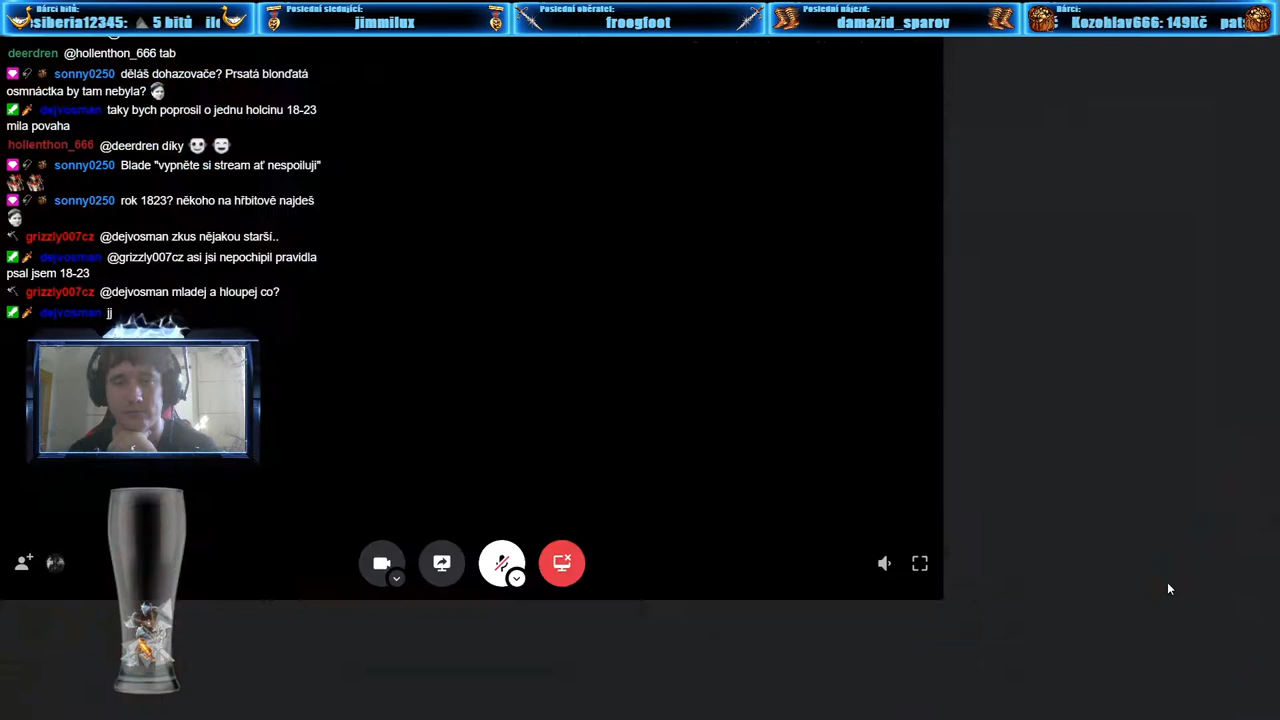 Dárci bitů:
siberia12345: 5 bitů
Poslední sledující:
jimmilux
Poslední oběratel:
froogfoot
Poslední nájezd:
damazid_sparov
Dárci:
Kozohlav666: 149Kč
deerdren @hollenthon_666 tab
sonny0250 děláš dohazovače? Prsatá blonďatá
osmnáctka by tam nebyla?
dejvosman taky bych poprosil o jednu holcinu 18-23
mila povaha
hollenthon_666 @deerdren díky
sonny0250 Blade "vypněte si stream ať nespoilují"
sonny0250 rok 1823? někoho na hřbitově najdeš
grizzly007cz @dejvosman zkus nějakou starší..
dejvosman @grizzly007cz asi jsi nepochipil pravidla
psal jsem 18-23
grizzly007cz @dejvosman mladej a hloupej co?
dejvosman jj